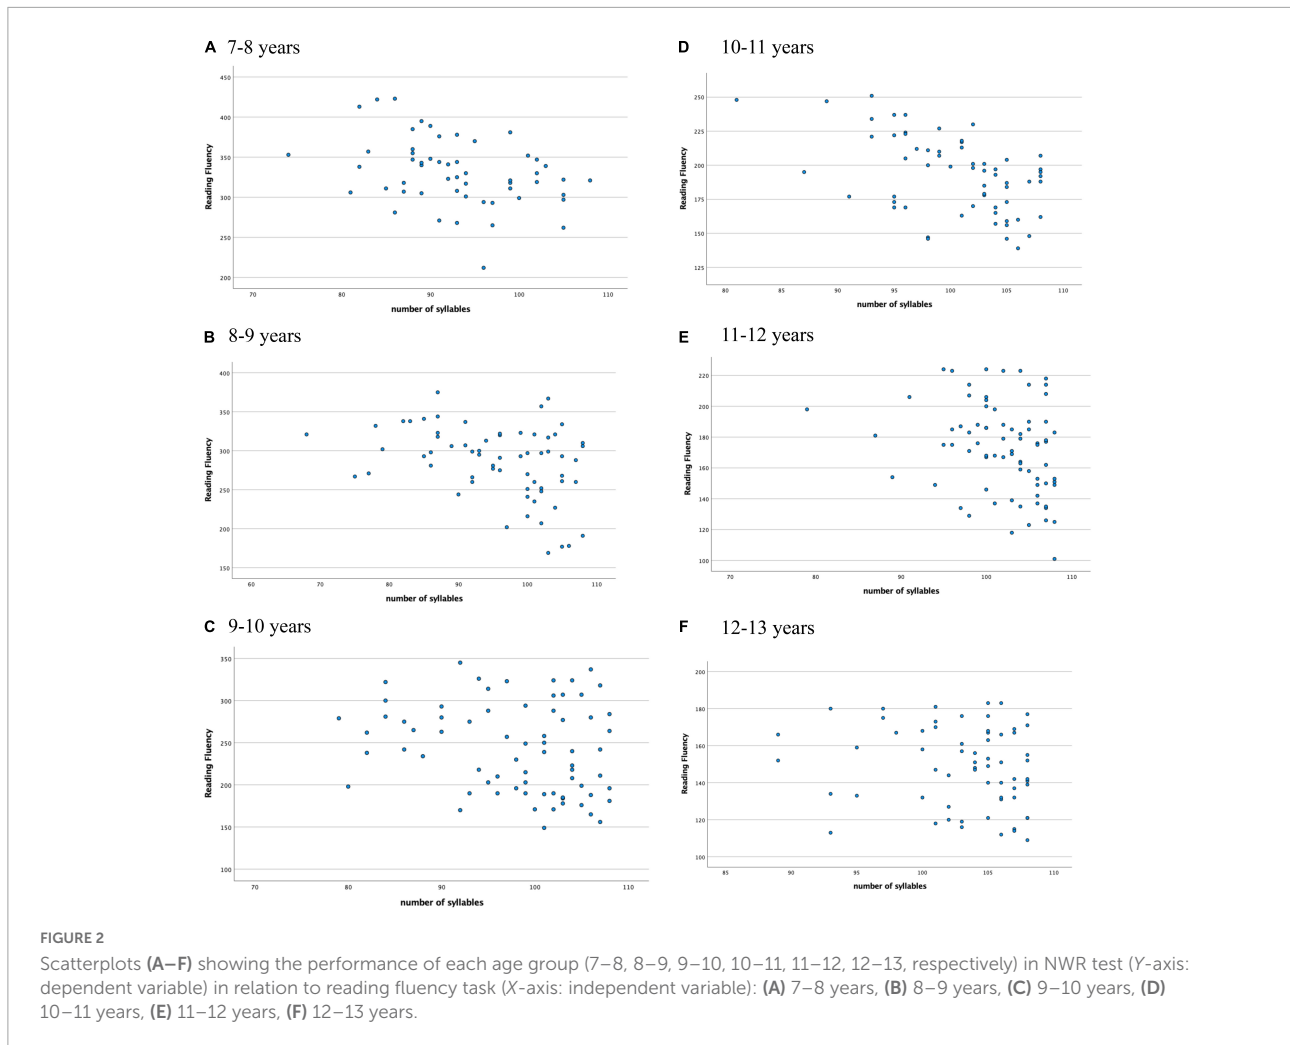 A 7-8 years
450
400
350
300
250
200
Reading Fluency
70 80 90 100 110
number of syllables
B 8-9 years
400
350
300
250
200
150
Reading Fluency
60 70 80 90 100 110
number of syllables
C 9-10 years
350
300
250
200
150
100
Reading Fluency
70 80 90 100 110
number of syllables
D 10-11 years
250
225
200
175
150
125
Reading Fluency
80 85 90 95 100 105 110
number of syllables
E 11-12 years
220
200
180
160
140
120
100
Reading Fluency
70 80 90 100 110
number of syllables
F 12-13 years
200
180
160
140
120
100
Reading Fluency
85 90 95 100 105 110
number of syllables
FIGURE 2
Scatterplots (A–F) showing the performance of each age group (7–8, 8–9, 9–10, 10–11, 11–12, 12–13, respectively) in NWR test (Y-axis:
dependent variable) in relation to reading fluency task (X-axis: independent variable): (A) 7–8 years, (B) 8–9 years, (C) 9–10 years, (D)
10–11 years, (E) 11–12 years, (F) 12–13 years.